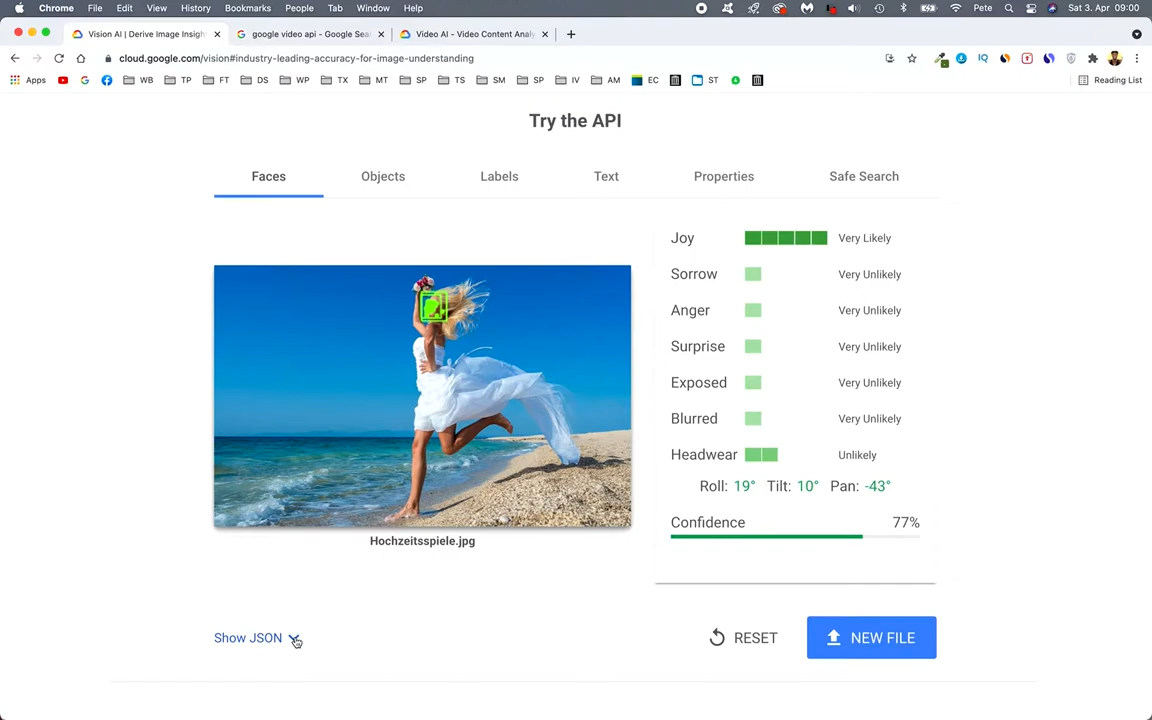 Chrome File Edit View History Bookmarks People Tab Window Help Pete Sat 3. Apr 09:00
Vision AI | Derive Image Insigh google video api - Google Sea Video AI - Video Content Analy
cloud.google.com/vision#industry-leading-accuracy-for-image-understanding
Apps WB TP FT DS WP TX MT SP TS SM SP IV AM EC ST Reading List
Try the API
Faces Objects Labels Text Properties Safe Search
Joy Very Likely
Sorrow Very Unlikely
Anger Very Unlikely
Surprise Very Unlikely
Exposed Very Unlikely
Blurred Very Unlikely
Headwear Unlikely
Roll: 19° Tilt: 10° Pan: -43°
Confidence 77%
Hochzeitsspiele.jpg
Show JSON RESET NEW FILE